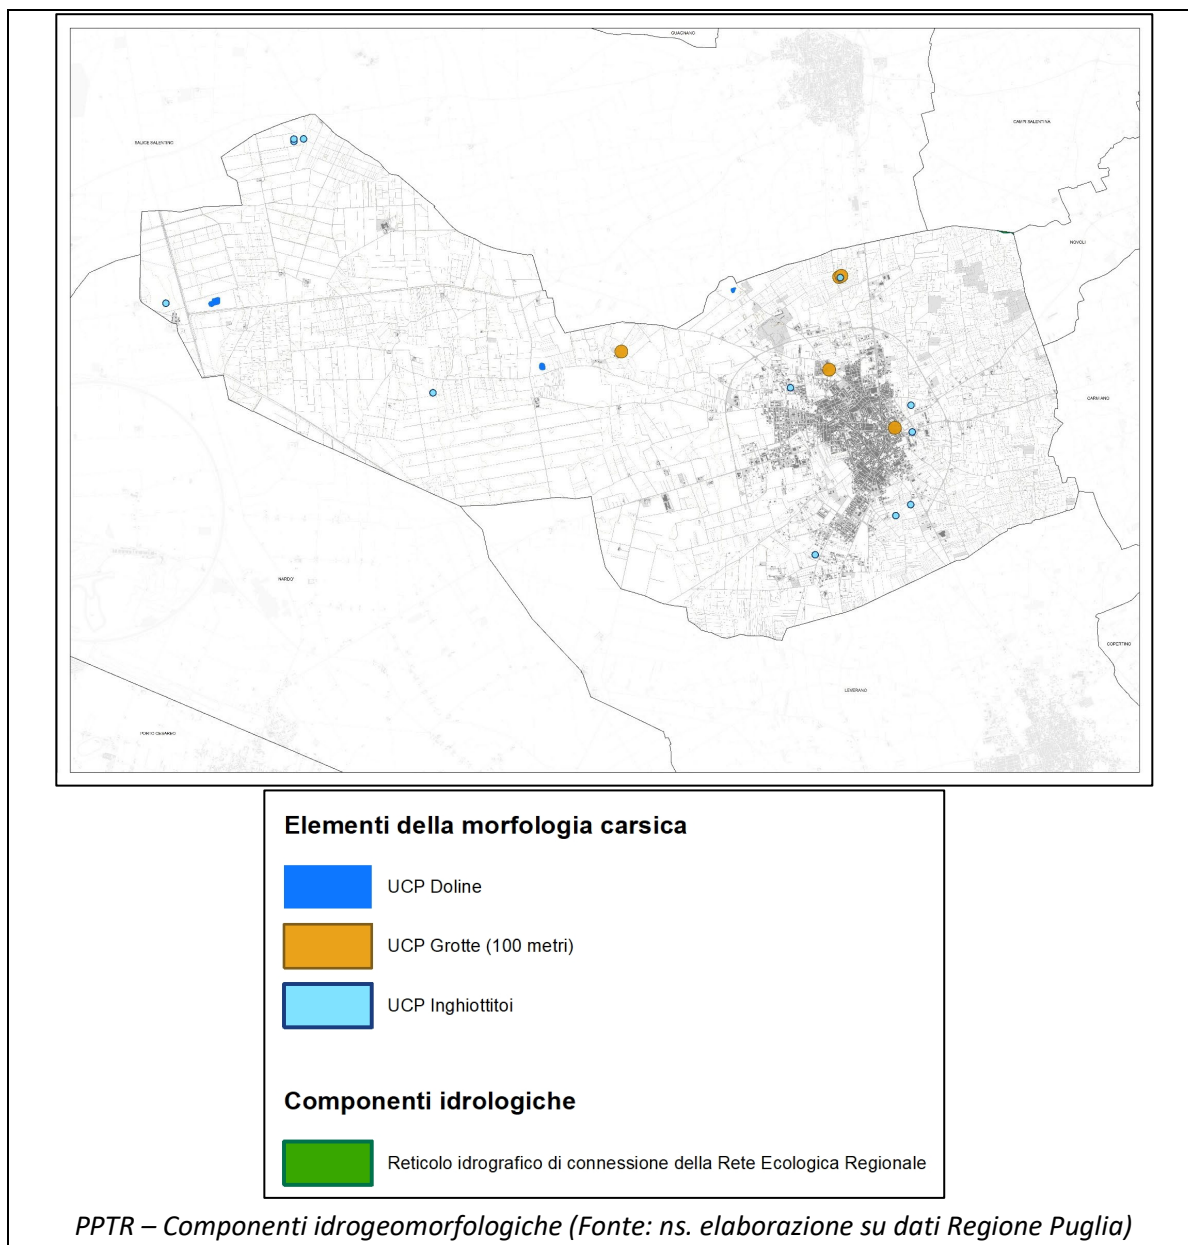 GUAGNANO
CAMPI SALENTINA
SALICE SALENTINO
NOVOLI
CARMIANO
NARDO'
COPERTINO
LEVERANO
PORTO CESAREO
Elementi della morfologia carsica
UCP Doline
UCP Grotte (100 metri)
UCP Inghiottitoi
Componenti idrologiche
Reticolo idrografico di connessione della Rete Ecologica Regionale
PPTR – Componenti idrogeomorfologiche (Fonte: ns. elaborazione su dati Regione Puglia)